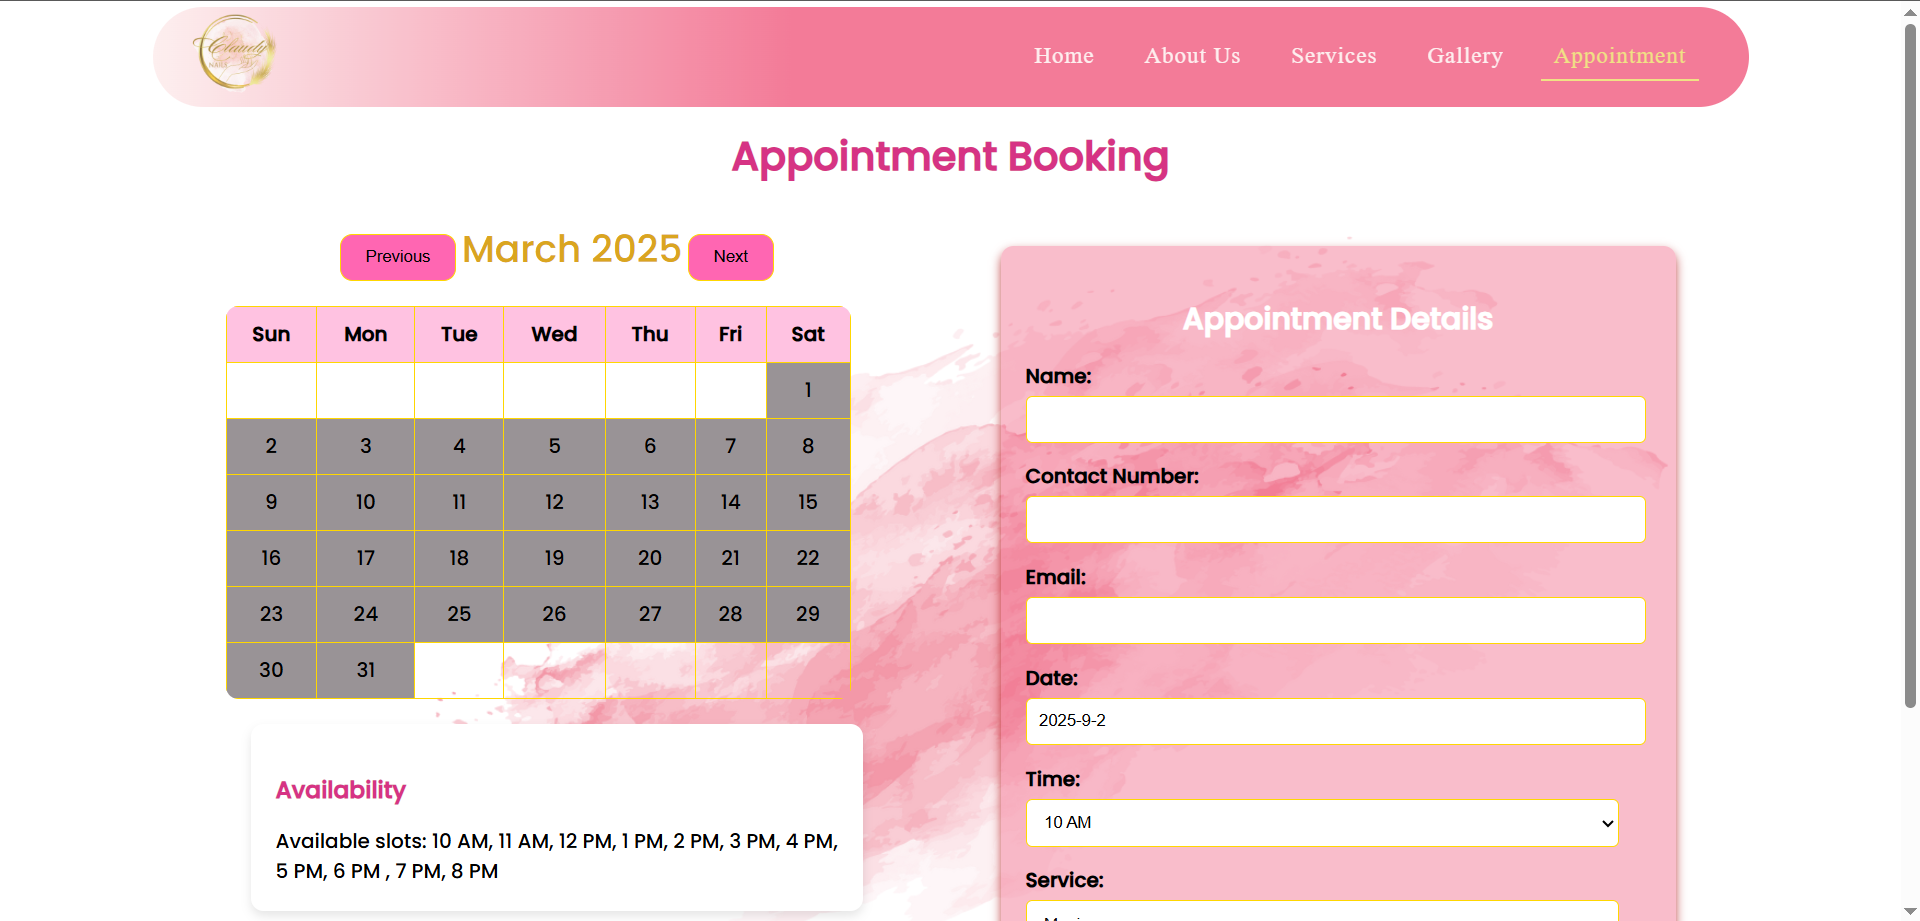 Claudy
NAILS
Home About Us Services Gallery Appointment
Appointment Booking
Previous March 2025 Next
Sun Mon Tue Wed Thu Fri Sat
1
2 3 4 5 6 7 8
9 10 11 12 13 14 15
16 17 18 19 20 21 22
23 24 25 26 27 28 29
30 31
Availability
Available slots: 10 AM, 11 AM, 12 PM, 1 PM, 2 PM, 3 PM, 4 PM,
5 PM, 6 PM , 7 PM, 8 PM
Appointment Details
Name:
Contact Number:
Email:
Date:
2025-9-2
Time:
10 AM
Service: